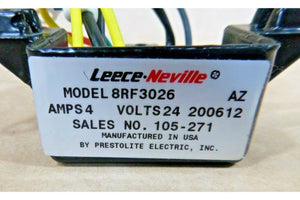 Leece-Neville
MODEL 8RF3026 AZ
AMPS 4 VOLTS 24 200612
SALES NO. 105-271
MANUFACTURED IN USA
BY PRESTOLITE ELECTRIC, INC.